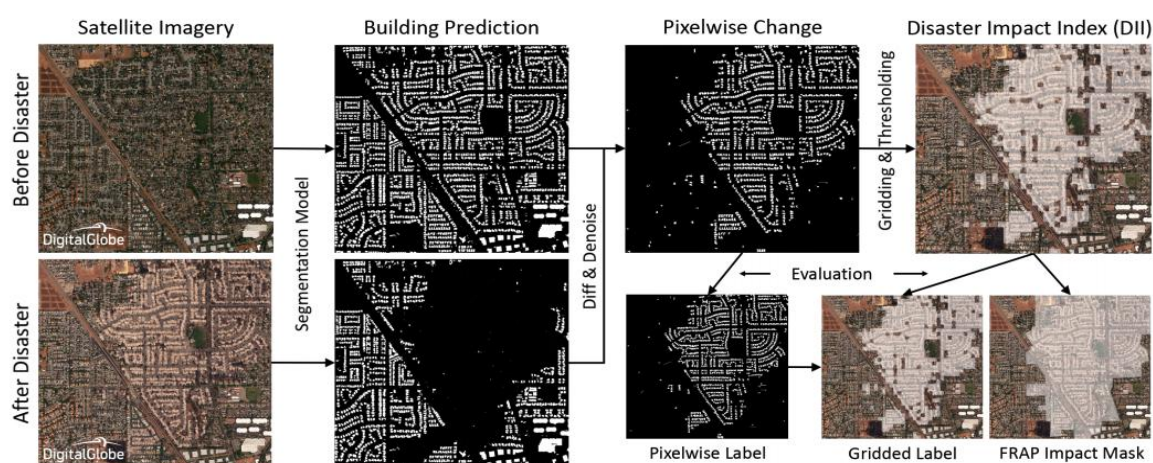 Satellite Imagery
Building Prediction
Pixelwise Change
Disaster Impact Index (DII)
Before Disaster
DigitalGlobe
Segmentation Model
Diff & Denoise
Gridding & Thresholding
Evaluation
After Disaster
DigitalGlobe
Pixelwise Label
Gridded Label
FRAP Impact Mask